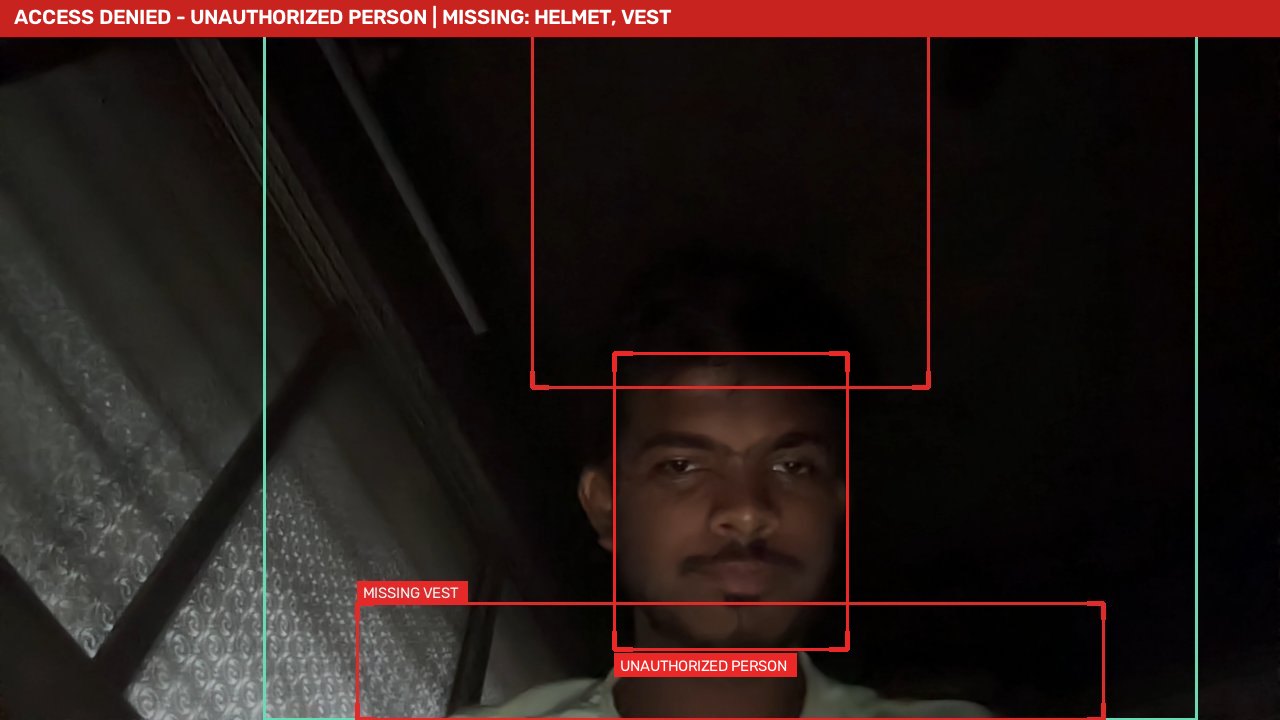 ACCESS DENIED - UNAUTHORIZED PERSON | MISSING: HELMET, VEST
MISSING VEST
UNAUTHORIZED PERSON